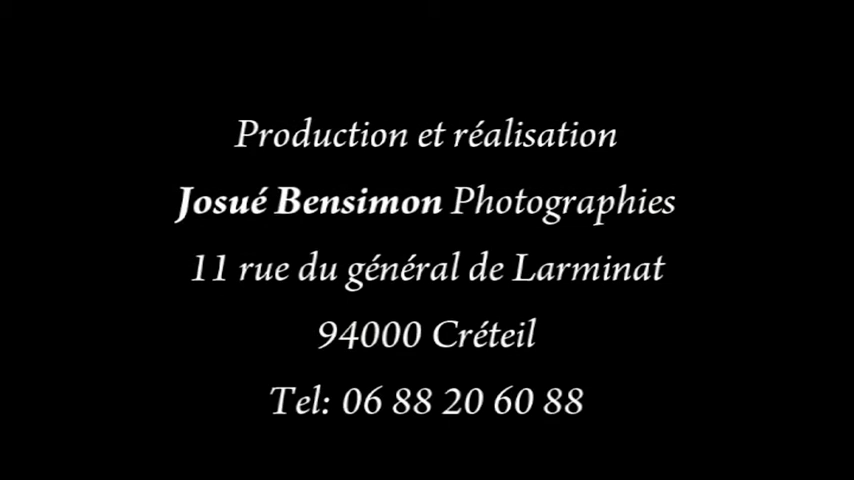 Production et réalisation
Josué Bensimon Photographies
11 rue du général de Larminat
94000 Créteil
Tel: 06 88 20 60 88